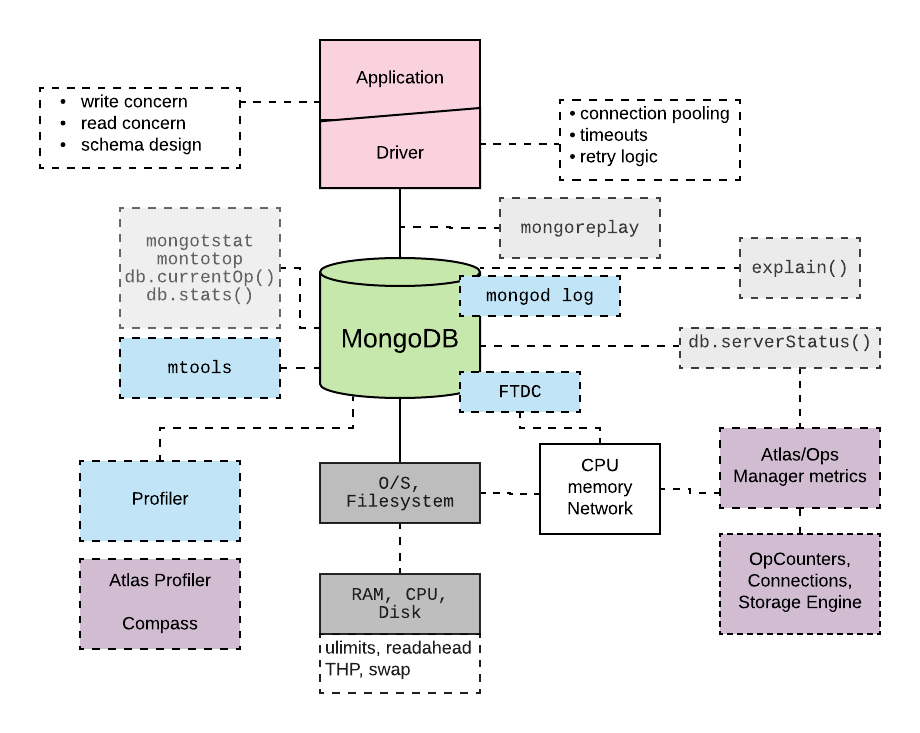 Application
Driver
• write concern
• read concern
• schema design
• connection pooling
• timeouts
• retry logic
mongotstat
montotop
db.currentOp()
db.stats()
mongoreplay
explain()
mongod log
MongoDB
db.serverStatus()
mtools
FTDC
Profiler
O/S,
Filesystem
CPU
memory
Network
Atlas/Ops
Manager metrics
Atlas Profiler
Compass
RAM, CPU,
Disk
OpCounters,
Connections,
Storage Engine
ulimits, readahead
THP, swap